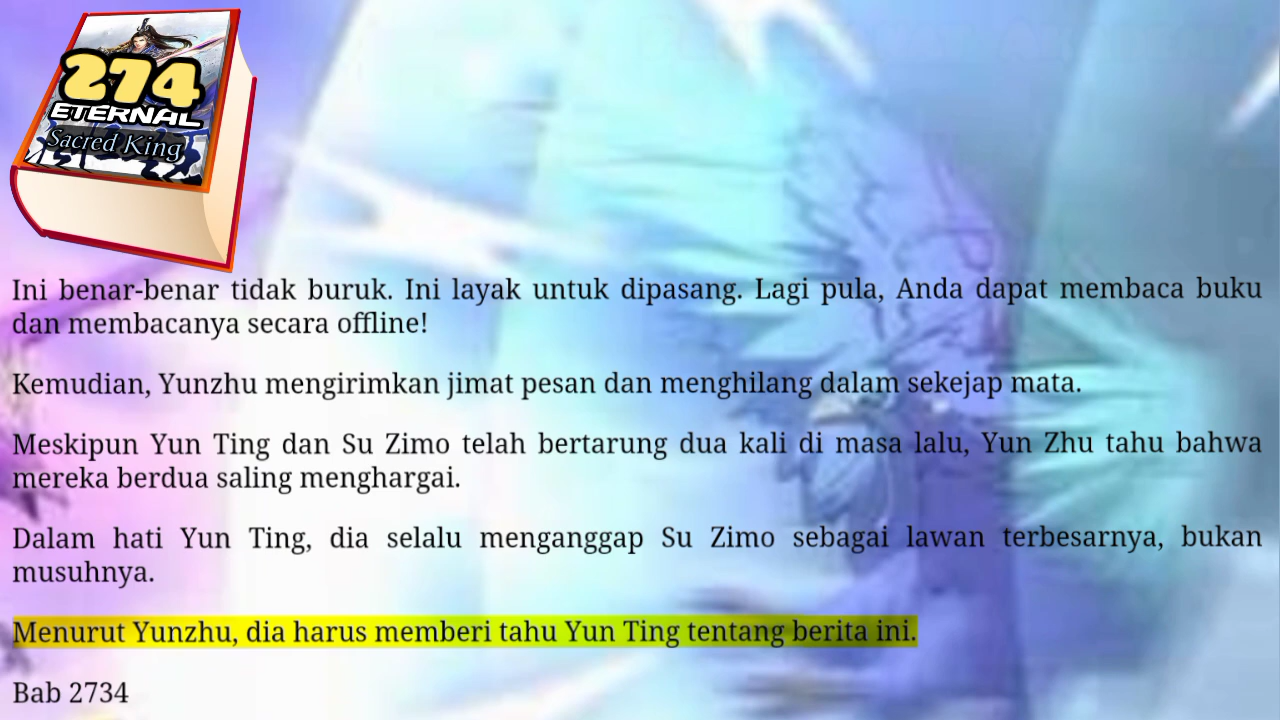 274
ETERNAL
Sacred King
Ini benar-benar tidak buruk. Ini layak untuk dipasang. Lagi pula, Anda dapat membaca buku
dan membacanya secara offline!
Kemudian, Yunzhu mengirimkan jimat pesan dan menghilang dalam sekejap mata.
Meskipun Yun Ting dan Su Zimo telah bertarung dua kali di masa lalu, Yun Zhu tahu bahwa
mereka berdua saling menghargai.
Dalam hati Yun Ting, dia selalu menganggap Su Zimo sebagai lawan terbesarnya, bukan
musuhnya.
Menurut Yunzhu, dia harus memberi tahu Yun Ting tentang berita ini.
Bab 2734